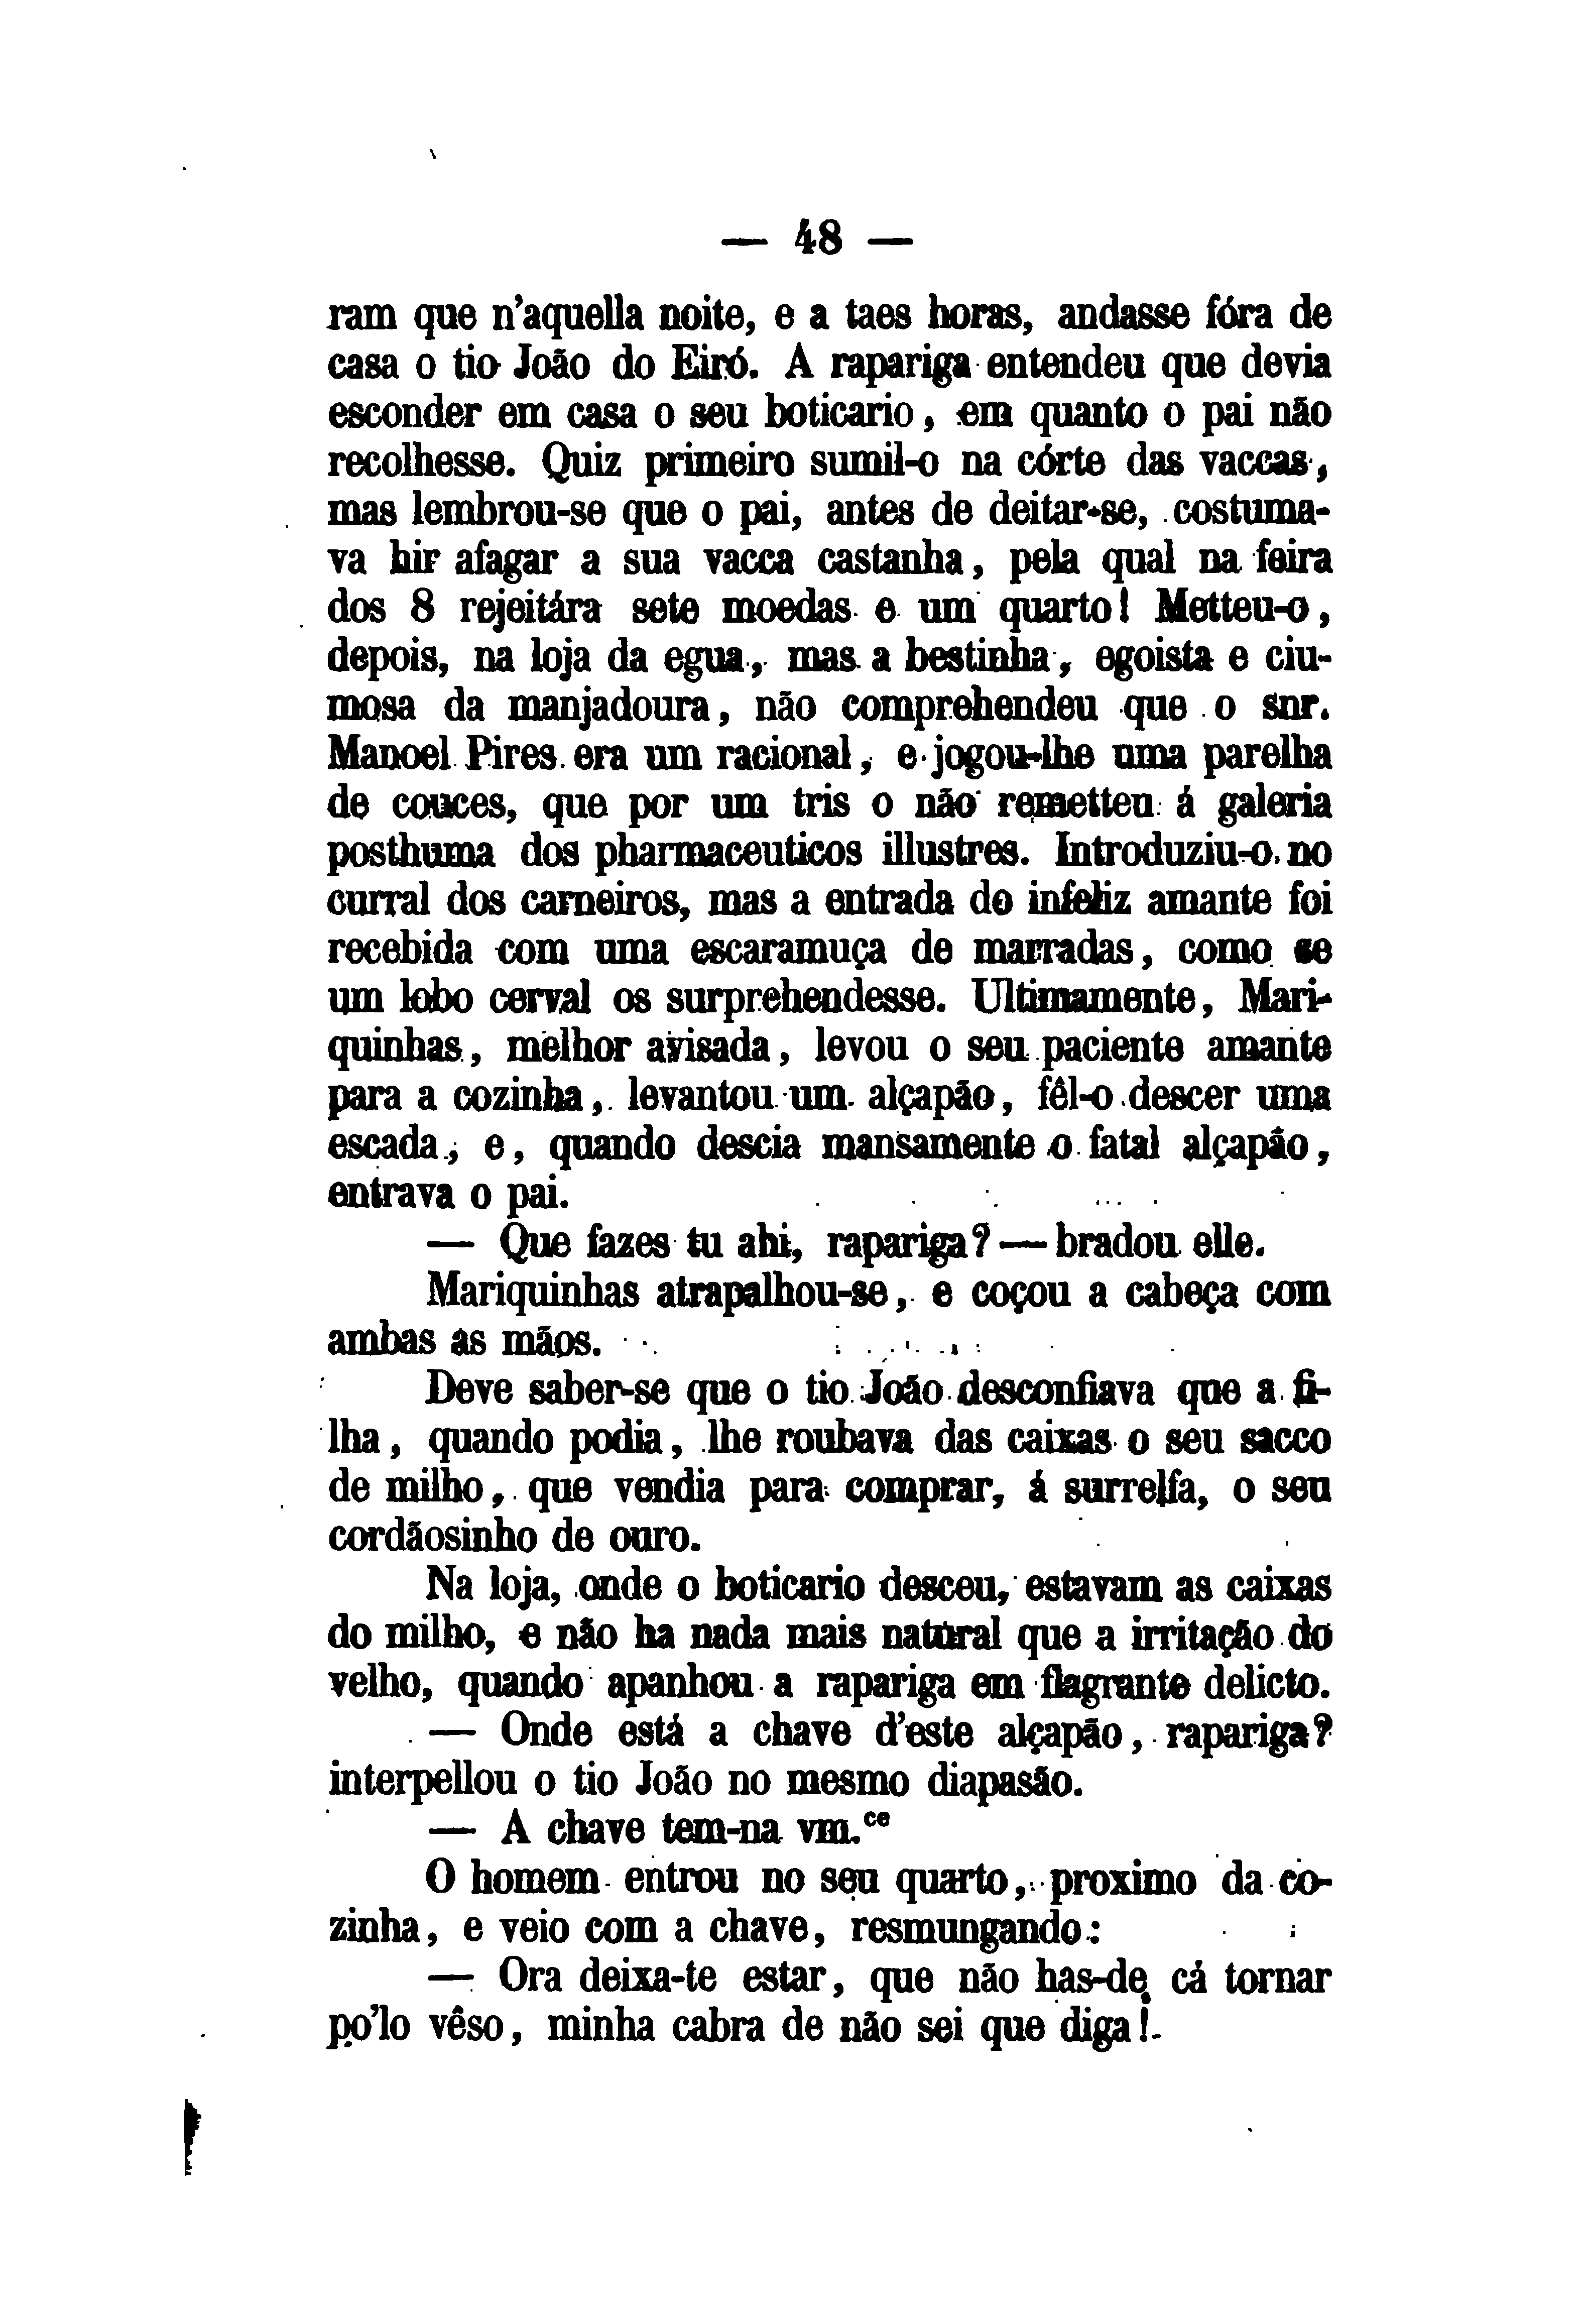 — 48 —
ram que n'aquella noite, e a taes horas, andasse fóra de
casa o tio João do Eiró. A rapariga entendeu que devia
esconder em casa o seu boticario, em quanto o pai não
recolhesse. Quiz primeiro sumil-o na córte das vaccas,
mas lembrou-se que o pai, antes de deitar-se, costuma-
va hir afagar a sua vacca castanha, pela qual na feira
dos 8 rejeitára sete moedas e um quarto! Metteu-o,
depois, na loja da egua, mas a bestinha, egoista e ciu-
mosa da manjadoura, não comprehendeu que o snr.
Manoel Pires era um racional, e jogou-lhe uma parelha
de couces, que por um tris o não remetteu á galeria
posthuma dos pharmaceuticos illustres. Introduziu-o no
curral dos carneiros, mas a entrada do infeliz amante foi
recebida com uma escaramuça de marradas, como se
um lobo cerval os surprehendesse. Ultimamente, Mari-
quinhas, melhor avisada, levou o seu paciente amante
para a cozinha, levantou um alçapão, fêl-o descer uma
escada, e, quando descia mansamente o fatal alçapão,
entrava o pai.
— Que fazes tu ahi, rapariga? — bradou elle.
Mariquinhas atrapalhou-se, e coçou a cabeça com
ambas as mãos.
Deve saber-se que o tio João desconfiava que a fi-
lha, quando podia, lhe roubava das caixas o seu sacco
de milho, que vendia para comprar, á surrelfa, o seu
cordãosinho de ouro.
Na loja, onde o boticario desceu, estavam as caixas
do milho, e não ha nada mais natural que a irritação do
velho, quando apanhou a rapariga em flagrante delicto.
— Onde está a chave d'este alçapão, rapariga?
interpellou o tio João no mesmo diapasão.
— A chave tem-na vm.ce
O homem entrou no seu quarto, proximo da co-
zinha, e veio com a chave, resmungando:
— Ora deixa-te estar, que não has-de cá tornar
po'lo vêso, minha cabra de não sei que diga!